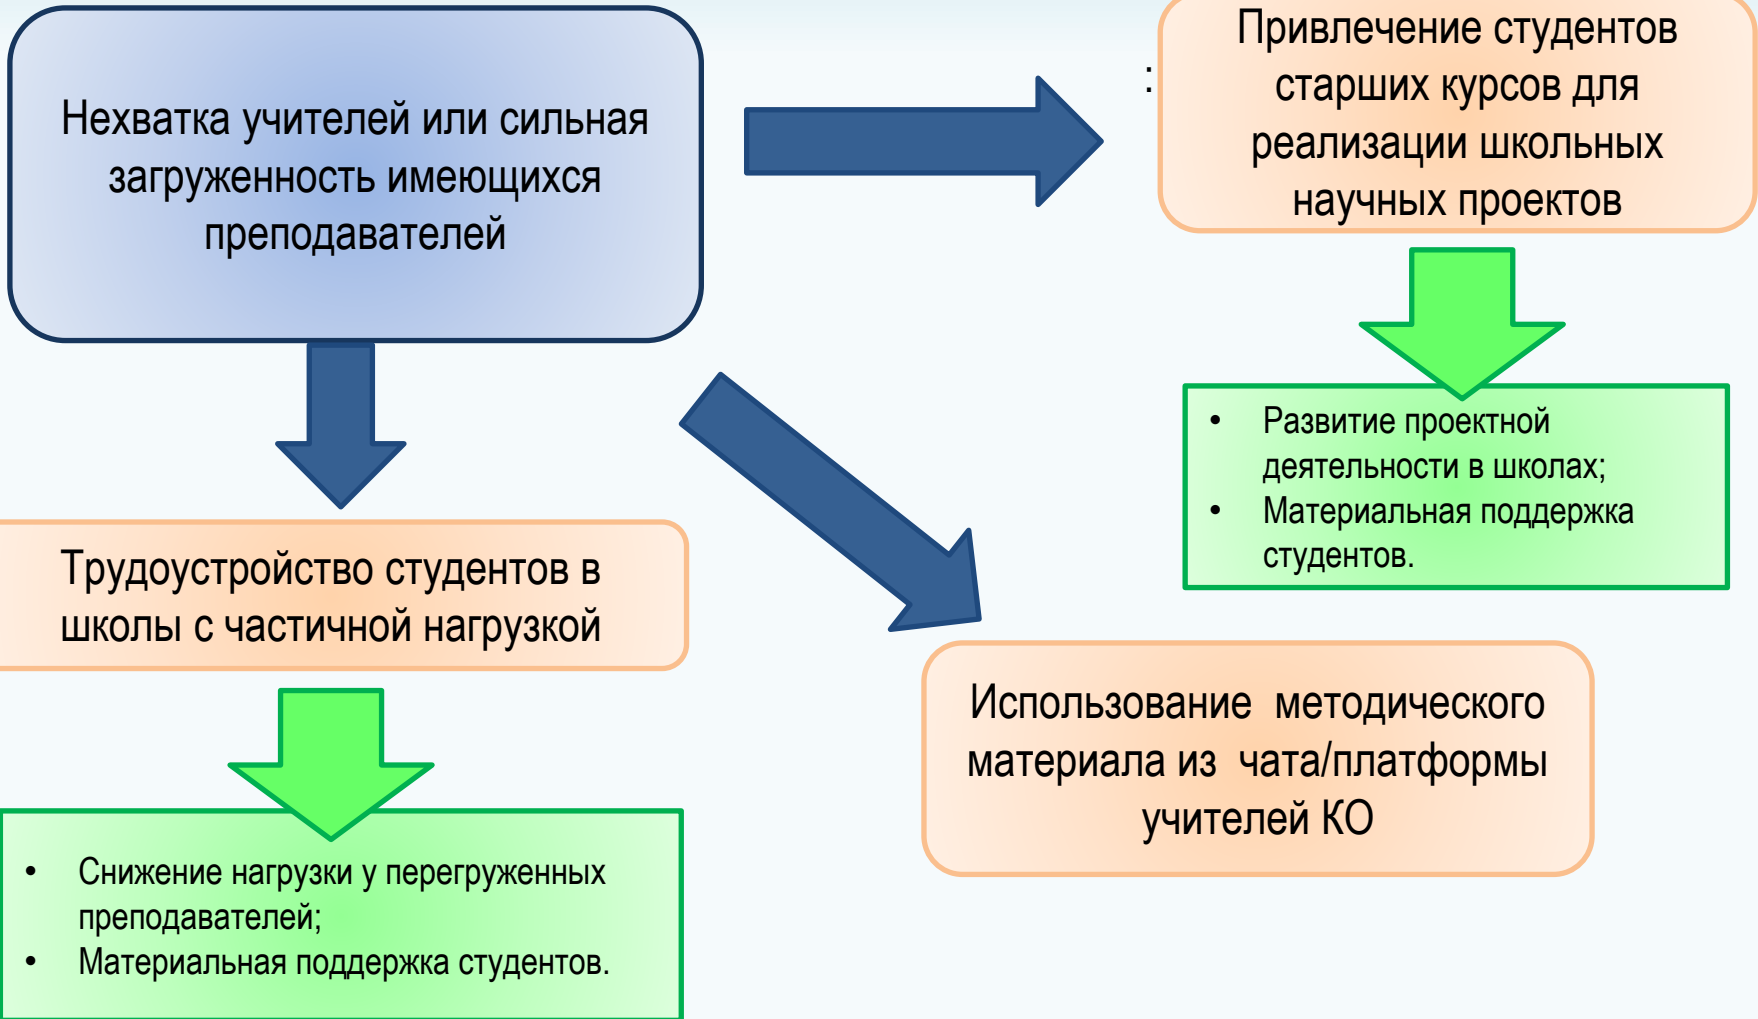 Нехватка учителей или сильная
загруженность имеющихся
преподавателей
:
Привлечение студентов
старших курсов для
реализации школьных
научных проектов
• Развитие проектной
деятельности в школах;
• Материальная поддержка
студентов.
Трудоустройство студентов в
школы с частичной нагрузкой
Использование методического
материала из чата/платформы
учителей КО
• Снижение нагрузки у перегруженных
преподавателей;
• Материальная поддержка студентов.